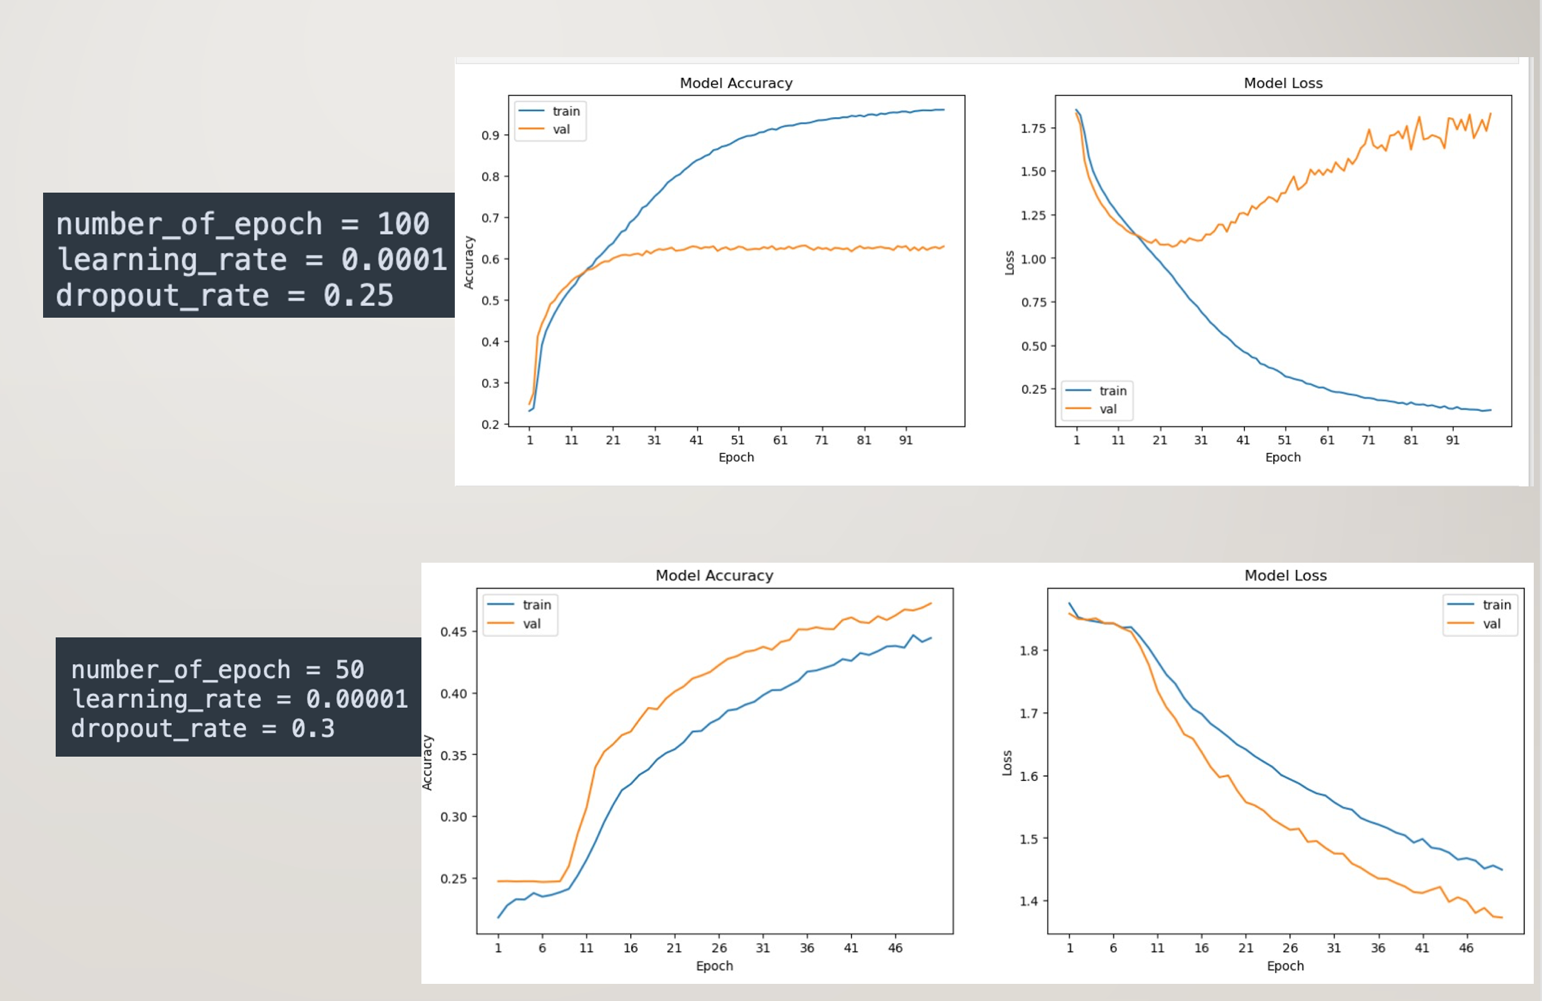 number_of_epoch = 100
learning_rate = 0.0001
dropout_rate = 0.25
Model Accuracy
train
val
Accuracy
0.9
0.8
0.7
0.6
0.5
0.4
0.3
0.2
1 11 21 31 41 51 61 71 81 91
Epoch
Model Loss
Loss
1.75
1.50
1.25
1.00
0.75
0.50
0.25
train
val
1 11 21 31 41 51 61 71 81 91
Epoch
number_of_epoch = 50
learning_rate = 0.00001
dropout_rate = 0.3
Model Accuracy
train
val
Accuracy
0.45
0.40
0.35
0.30
0.25
1 6 11 16 21 26 31 36 41 46
Epoch
Model Loss
train
val
Loss
1.8
1.7
1.6
1.5
1.4
1 6 11 16 21 26 31 36 41 46
Epoch